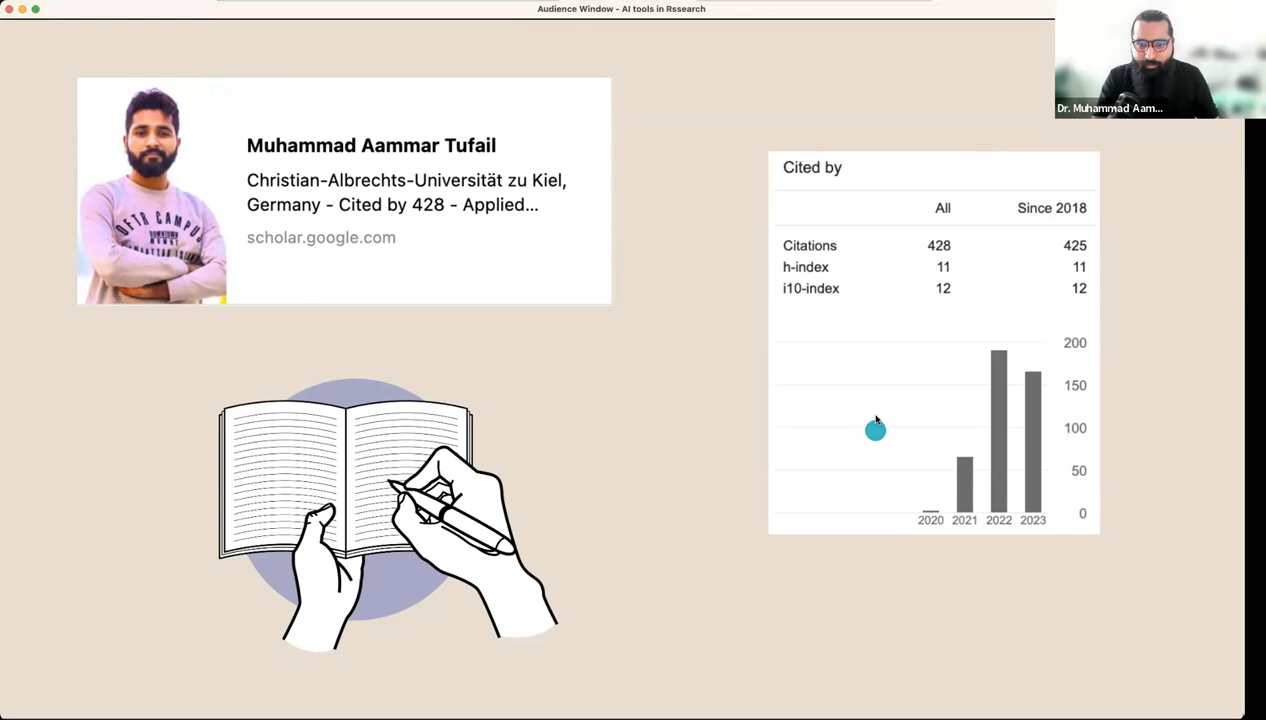 Audience Window - AI tools in Rssearch
Dr. Muhammad Aam...
Muhammad Aammar Tufail
Christian-Albrechts-Universität zu Kiel,
Germany - Cited by 428 - Applied...
scholar.google.com
Cited by
All Since 2018
Citations 428 425
h-index 11 11
i10-index 12 12
200
150
100
50
0
2020 2021 2022 2023